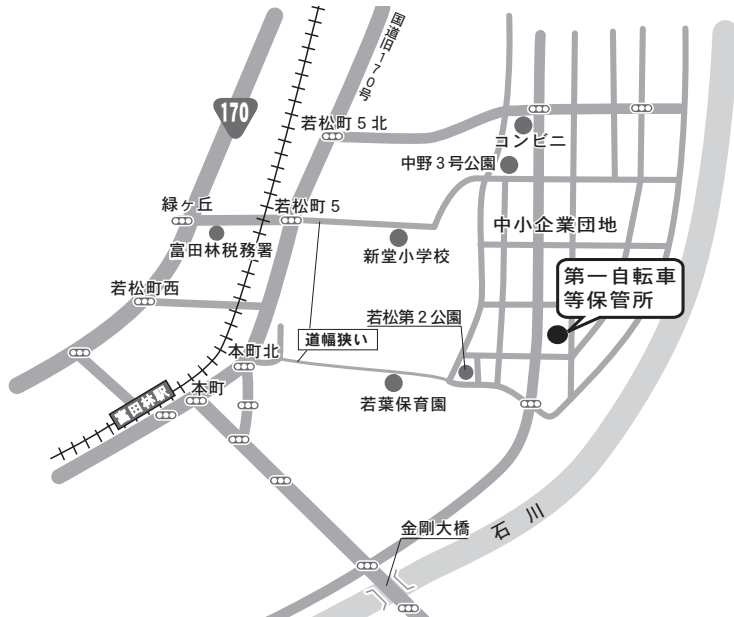 国道旧170号
170
若松町5北
コンビニ
中野3号公園
緑ヶ丘
若松町5
中小企業団地
富田林税務署
新堂小学校
第一自転車
等保管所
若松町西
若松第2公園
道幅狭い
本町北
本町
富田林駅
若葉保育園
金剛大橋
石川